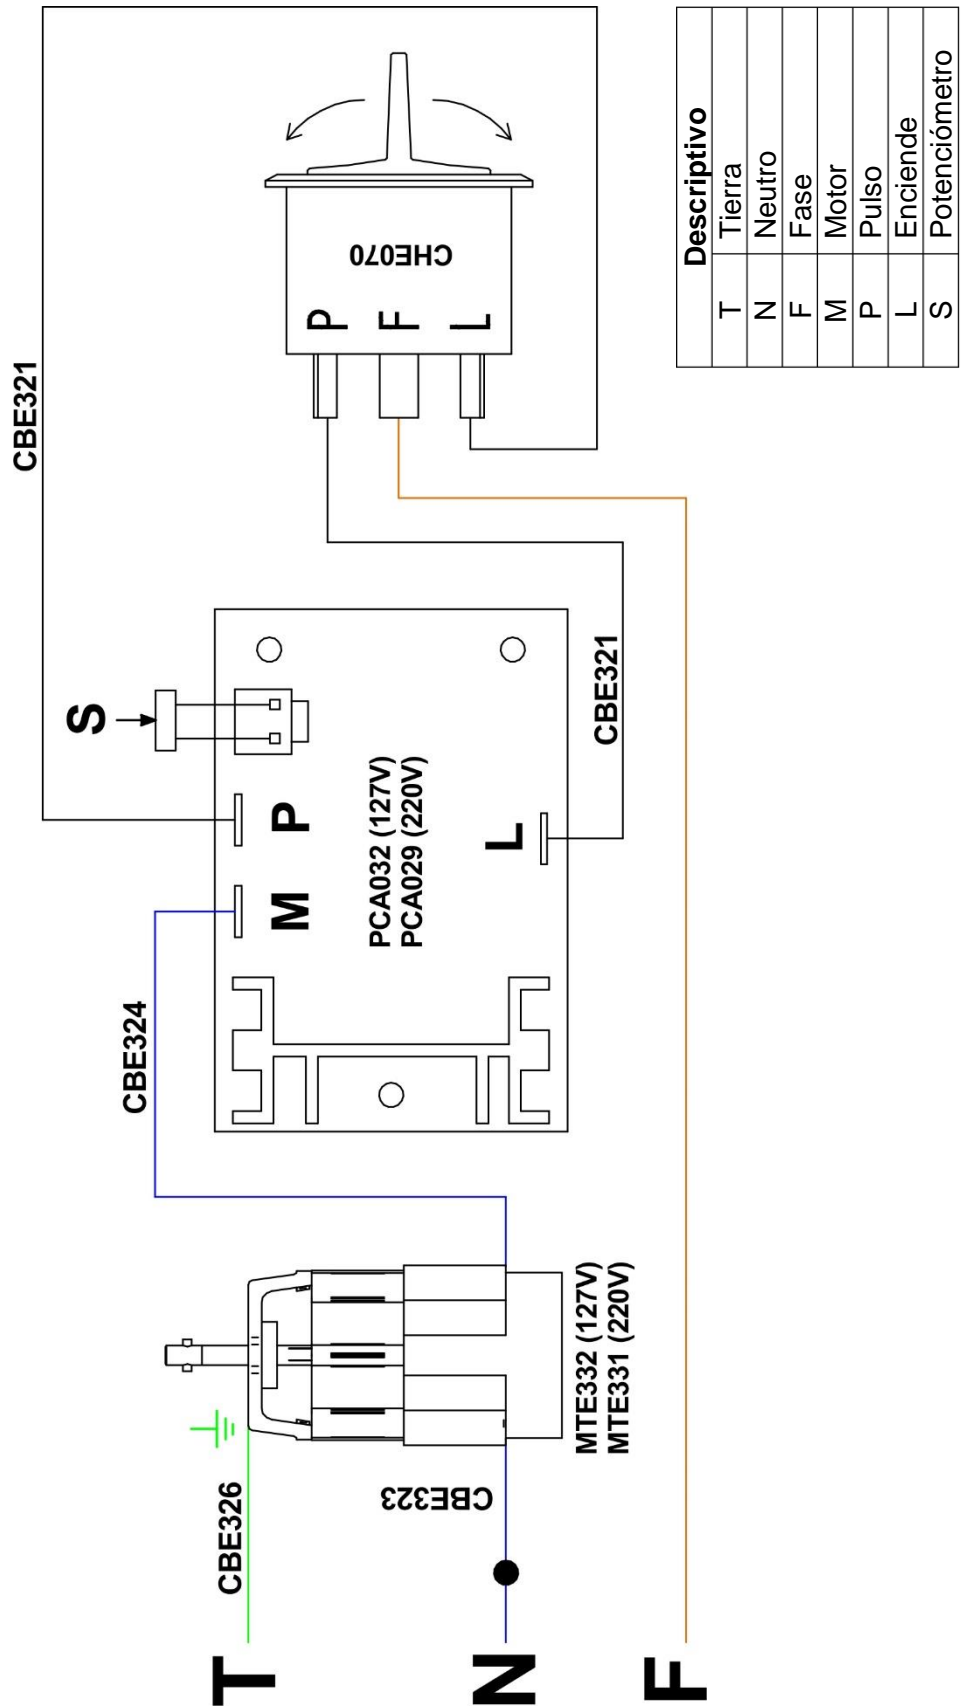 CBE321
S
CHE070
P
F
L
CBE324
M
P
PCA032 (127V)
PCA029 (220V)
L
CBE321
CBE326
CBE323
MTE332 (127V)
MTE331 (220V)
T
N
F
Descriptivo
T Tierra
N Neutro
F Fase
M Motor
P Pulso
L Enciende
S Potenciómetro